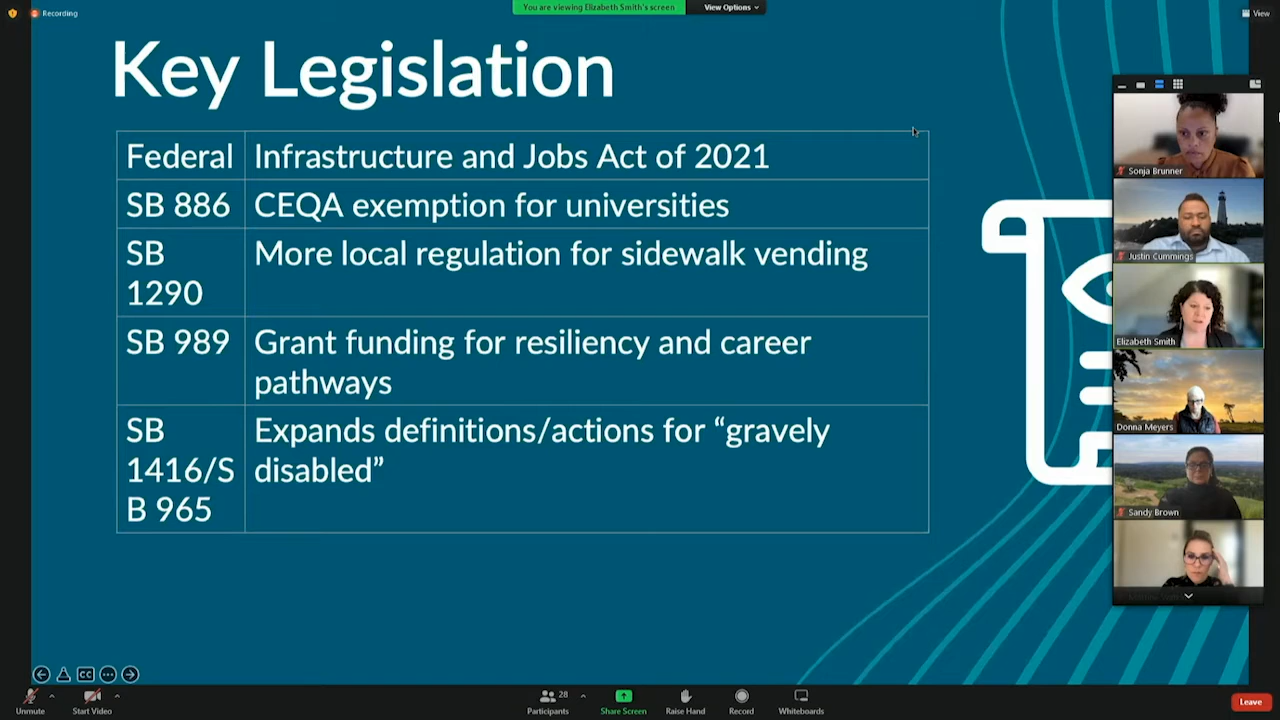 Recording
You are viewing Elizabeth Smith's screen
View Options
View
Key Legislation
Federal
Infrastructure and Jobs Act of 2021
SB 886
CEQA exemption for universities
SB
1290
More local regulation for sidewalk vending
SB 989
Grant funding for resiliency and career
pathways
SB
1416/S
B 965
Expands definitions/actions for “gravely
disabled”
Sonja Brunner
Justin Cummings
Elizabeth Smith
Donna Meyers
Sandy Brown
CC
Unmute
Start Video
28
Participants
Share Screen
Raise Hand
Record
Whiteboards
Leave